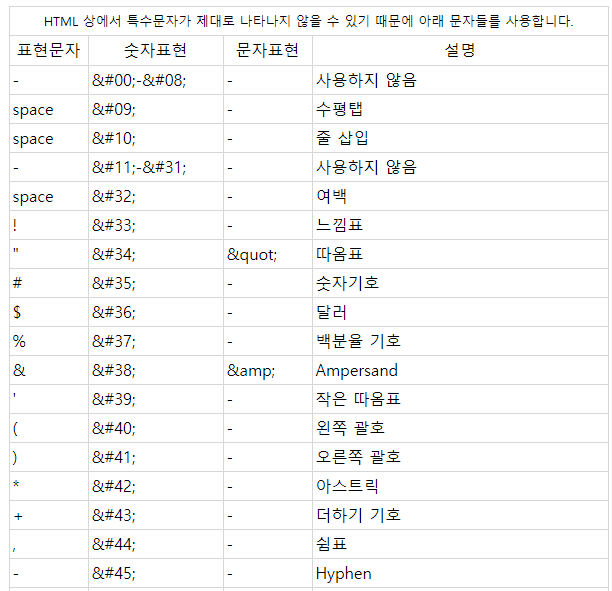 HTML 상에서 특수문자가 제대로 나타나지 않을 수 있기 때문에 아래 문자들를 사용합니다.
표현문자 숫자표현 문자표현 설명
- &#00;-&#08; - 사용하지 않음
space &#09; - 수평탭
space &#10; - 줄 삽입
- &#11;-&#31; - 사용하지 않음
space &#32; - 여백
! &#33; - 느낌표
" &#34; &quot; 따옴표
# &#35; - 숫자기호
$ &#36; - 달러
% &#37; - 백분율 기호
& &#38; &amp; Ampersand
' &#39; - 작은 따옴표
( &#40; - 왼쪽 괄호
) &#41; - 오른쪽 괄호
* &#42; - 아스트릭
+ &#43; - 더하기 기호
, &#44; - 쉼표
- &#45; - Hyphen